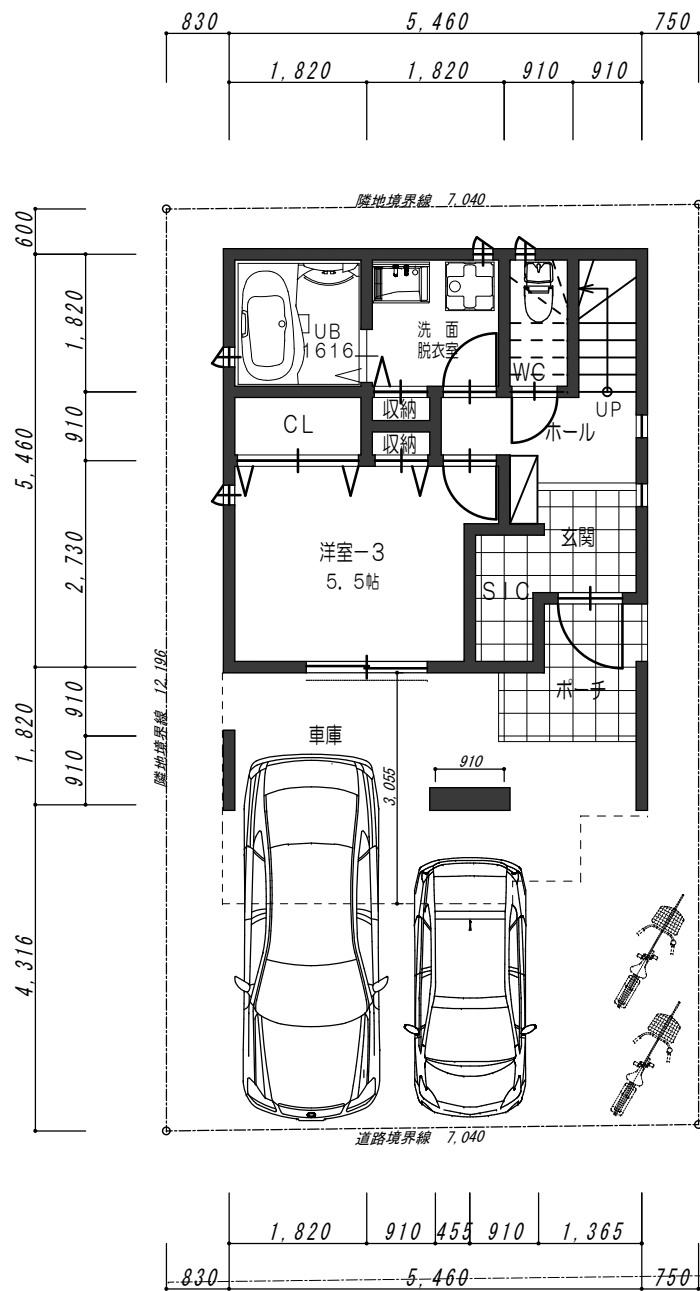 830 5,460 750
1,820 1,820 910 910
隣地境界線 7,040
600
1,820
910
5,460
2,730
910
1,820
910
4,316
UB
1616
洗 面
脱衣室
WC
UP
CL
収納
収納
ホール
洋室-3
5.5帖
玄関
SIC
ポーチ
隣地境界線 12,196
車庫
910
3,055
道路境界線 7,040
1,820 910 455 910 1,365
830 5,460 750